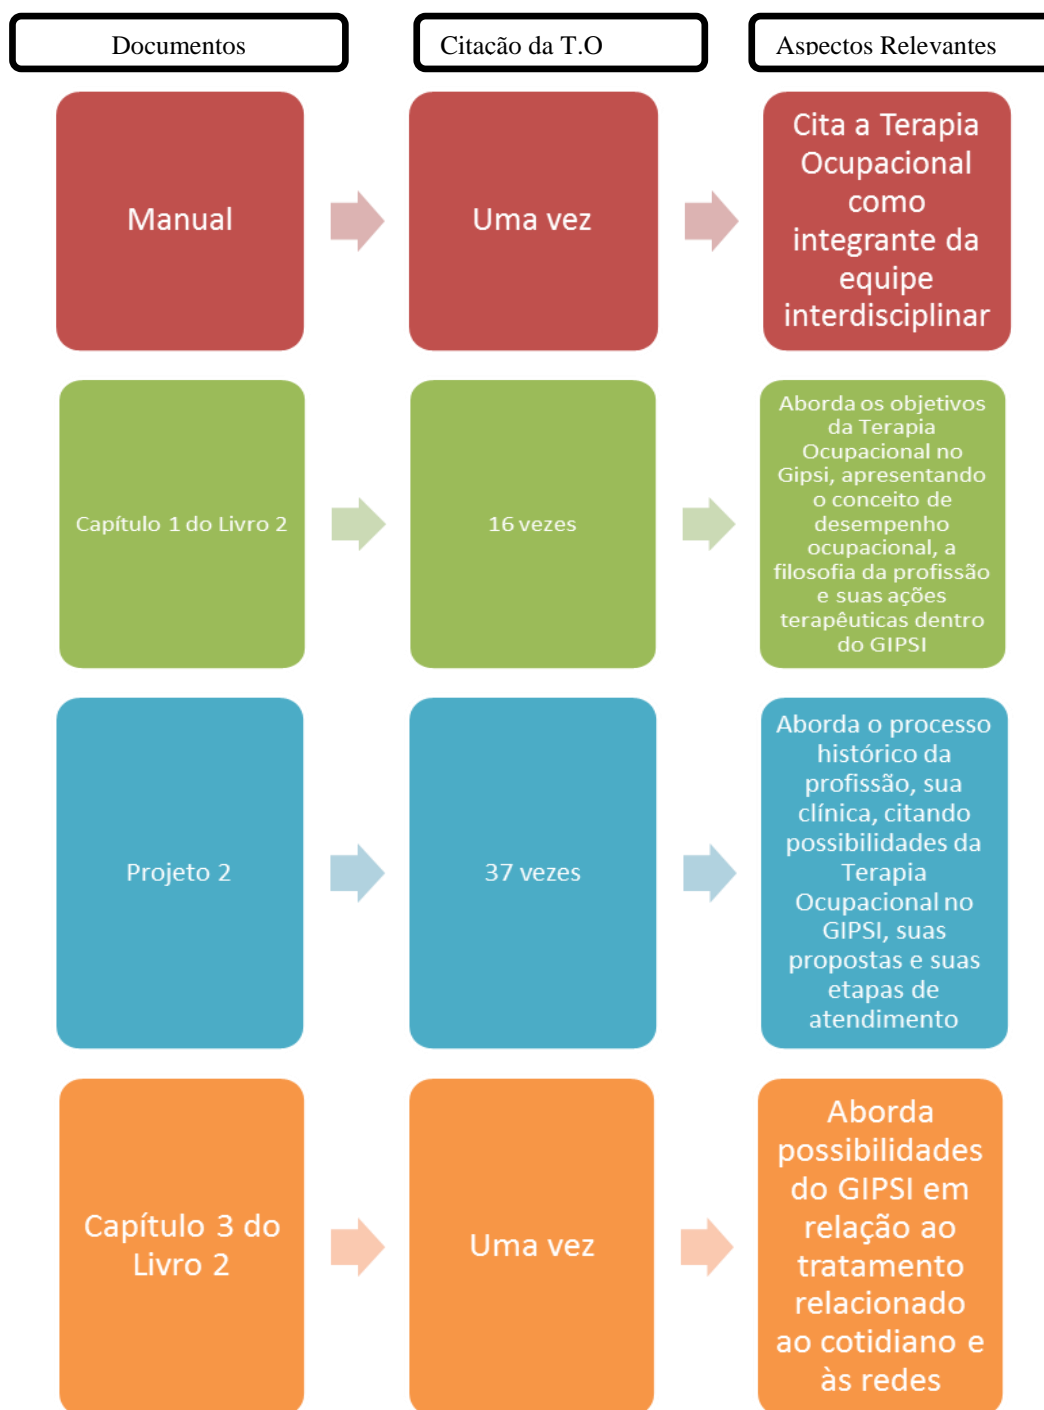 Documentos
Citação da T.O
Aspectos Relevantes
Manual
Uma vez
Cita a Terapia
Ocupacional
como
integrante da
equipe
interdisciplinar
Capítulo 1 do Livro 2
16 vezes
Aborda os objetivos
da Terapia
Ocupacional no
Gipsi, apresentando
o conceito de
desempenho
ocupacional, a
filosofia da profissão
e suas ações
terapêuticas dentro
do GIPSI
Projeto 2
37 vezes
Aborda o processo
histórico da
profissão, sua
clínica, citando
possibilidades da
Terapia
Ocupacional no
GIPSI, suas
propostas e suas
etapas de
atendimento
Capítulo 3 do
Livro 2
Uma vez
Aborda
possibilidades
do GIPSI em
relação ao
tratamento
relacionado
ao cotidiano e
às redes